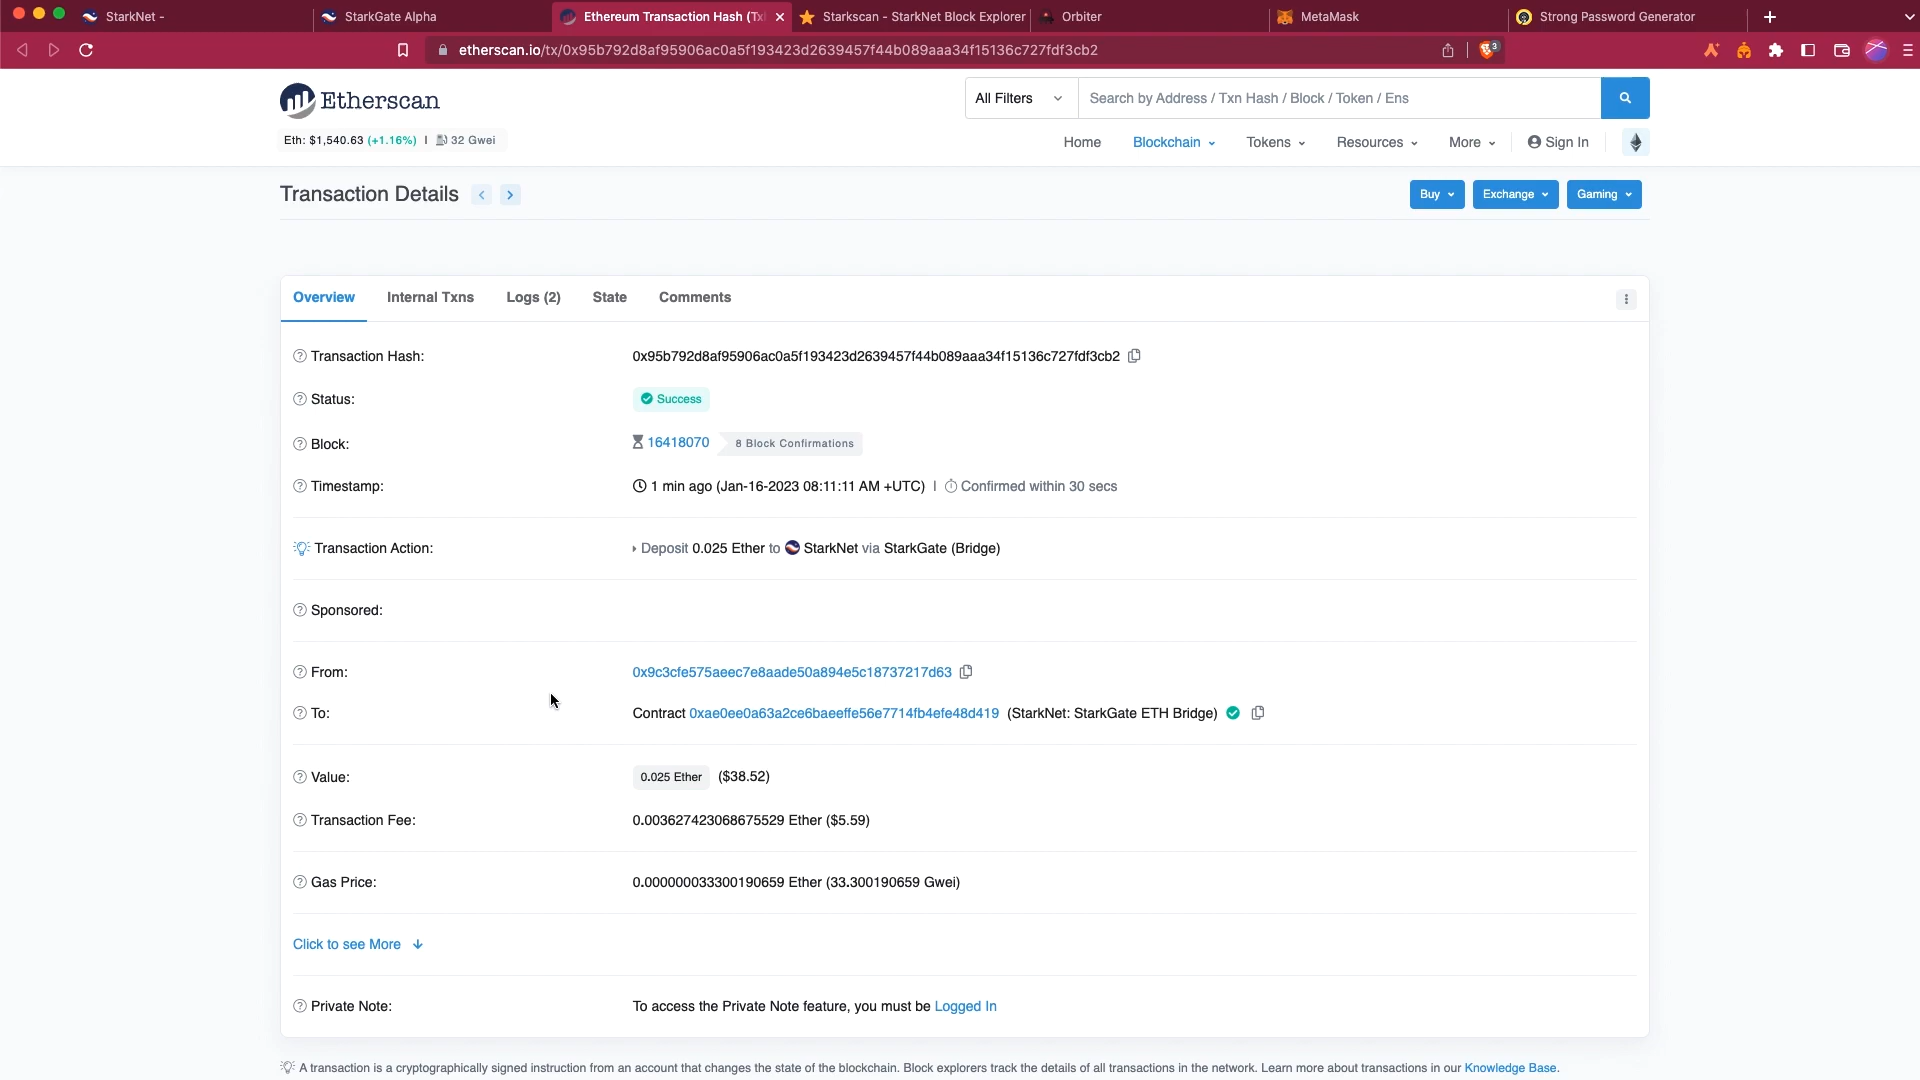 StarkNet -
StarkGate Alpha
Ethereum Transaction Hash (Tx
Starkscan - StarkNet Block Explorer
Orbiter
MetaMask
Strong Password Generator
etherscan.io/tx/0x95b792d8af95906ac0a5f193423d2639457f44b089aaa34f15136c727fdf3cb2
3
Etherscan
All Filters
Search by Address / Txn Hash / Block / Token / Ens
Eth: $1,540.63 (+1.16%) | 32 Gwei
Home
Blockchain
Tokens
Resources
More
Sign In
Transaction Details
Buy
Exchange
Gaming
Overview
Internal Txns
Logs (2)
State
Comments
Transaction Hash:
0x95b792d8af95906ac0a5f193423d2639457f44b089aaa34f15136c727fdf3cb2
Status:
Success
Block:
16418070
8 Block Confirmations
Timestamp:
1 min ago (Jan-16-2023 08:11:11 AM +UTC) | Confirmed within 30 secs
Transaction Action:
Deposit 0.025 Ether to StarkNet via StarkGate (Bridge)
Sponsored:
From:
0x9c3cfe575aeec7e8aade50a894e5c18737217d63
To:
Contract 0xae0ee0a63a2ce6baeeffe56e7714fb4efe48d419 (StarkNet: StarkGate ETH Bridge)
Value:
0.025 Ether ($38.52)
Transaction Fee:
0.003627423068675529 Ether ($5.59)
Gas Price:
0.000000033300190659 Ether (33.300190659 Gwei)
Click to see More
Private Note:
To access the Private Note feature, you must be Logged In
A transaction is a cryptographically signed instruction from an account that changes the state of the blockchain. Block explorers track the details of all transactions in the network. Learn more about transactions in our Knowledge Base.